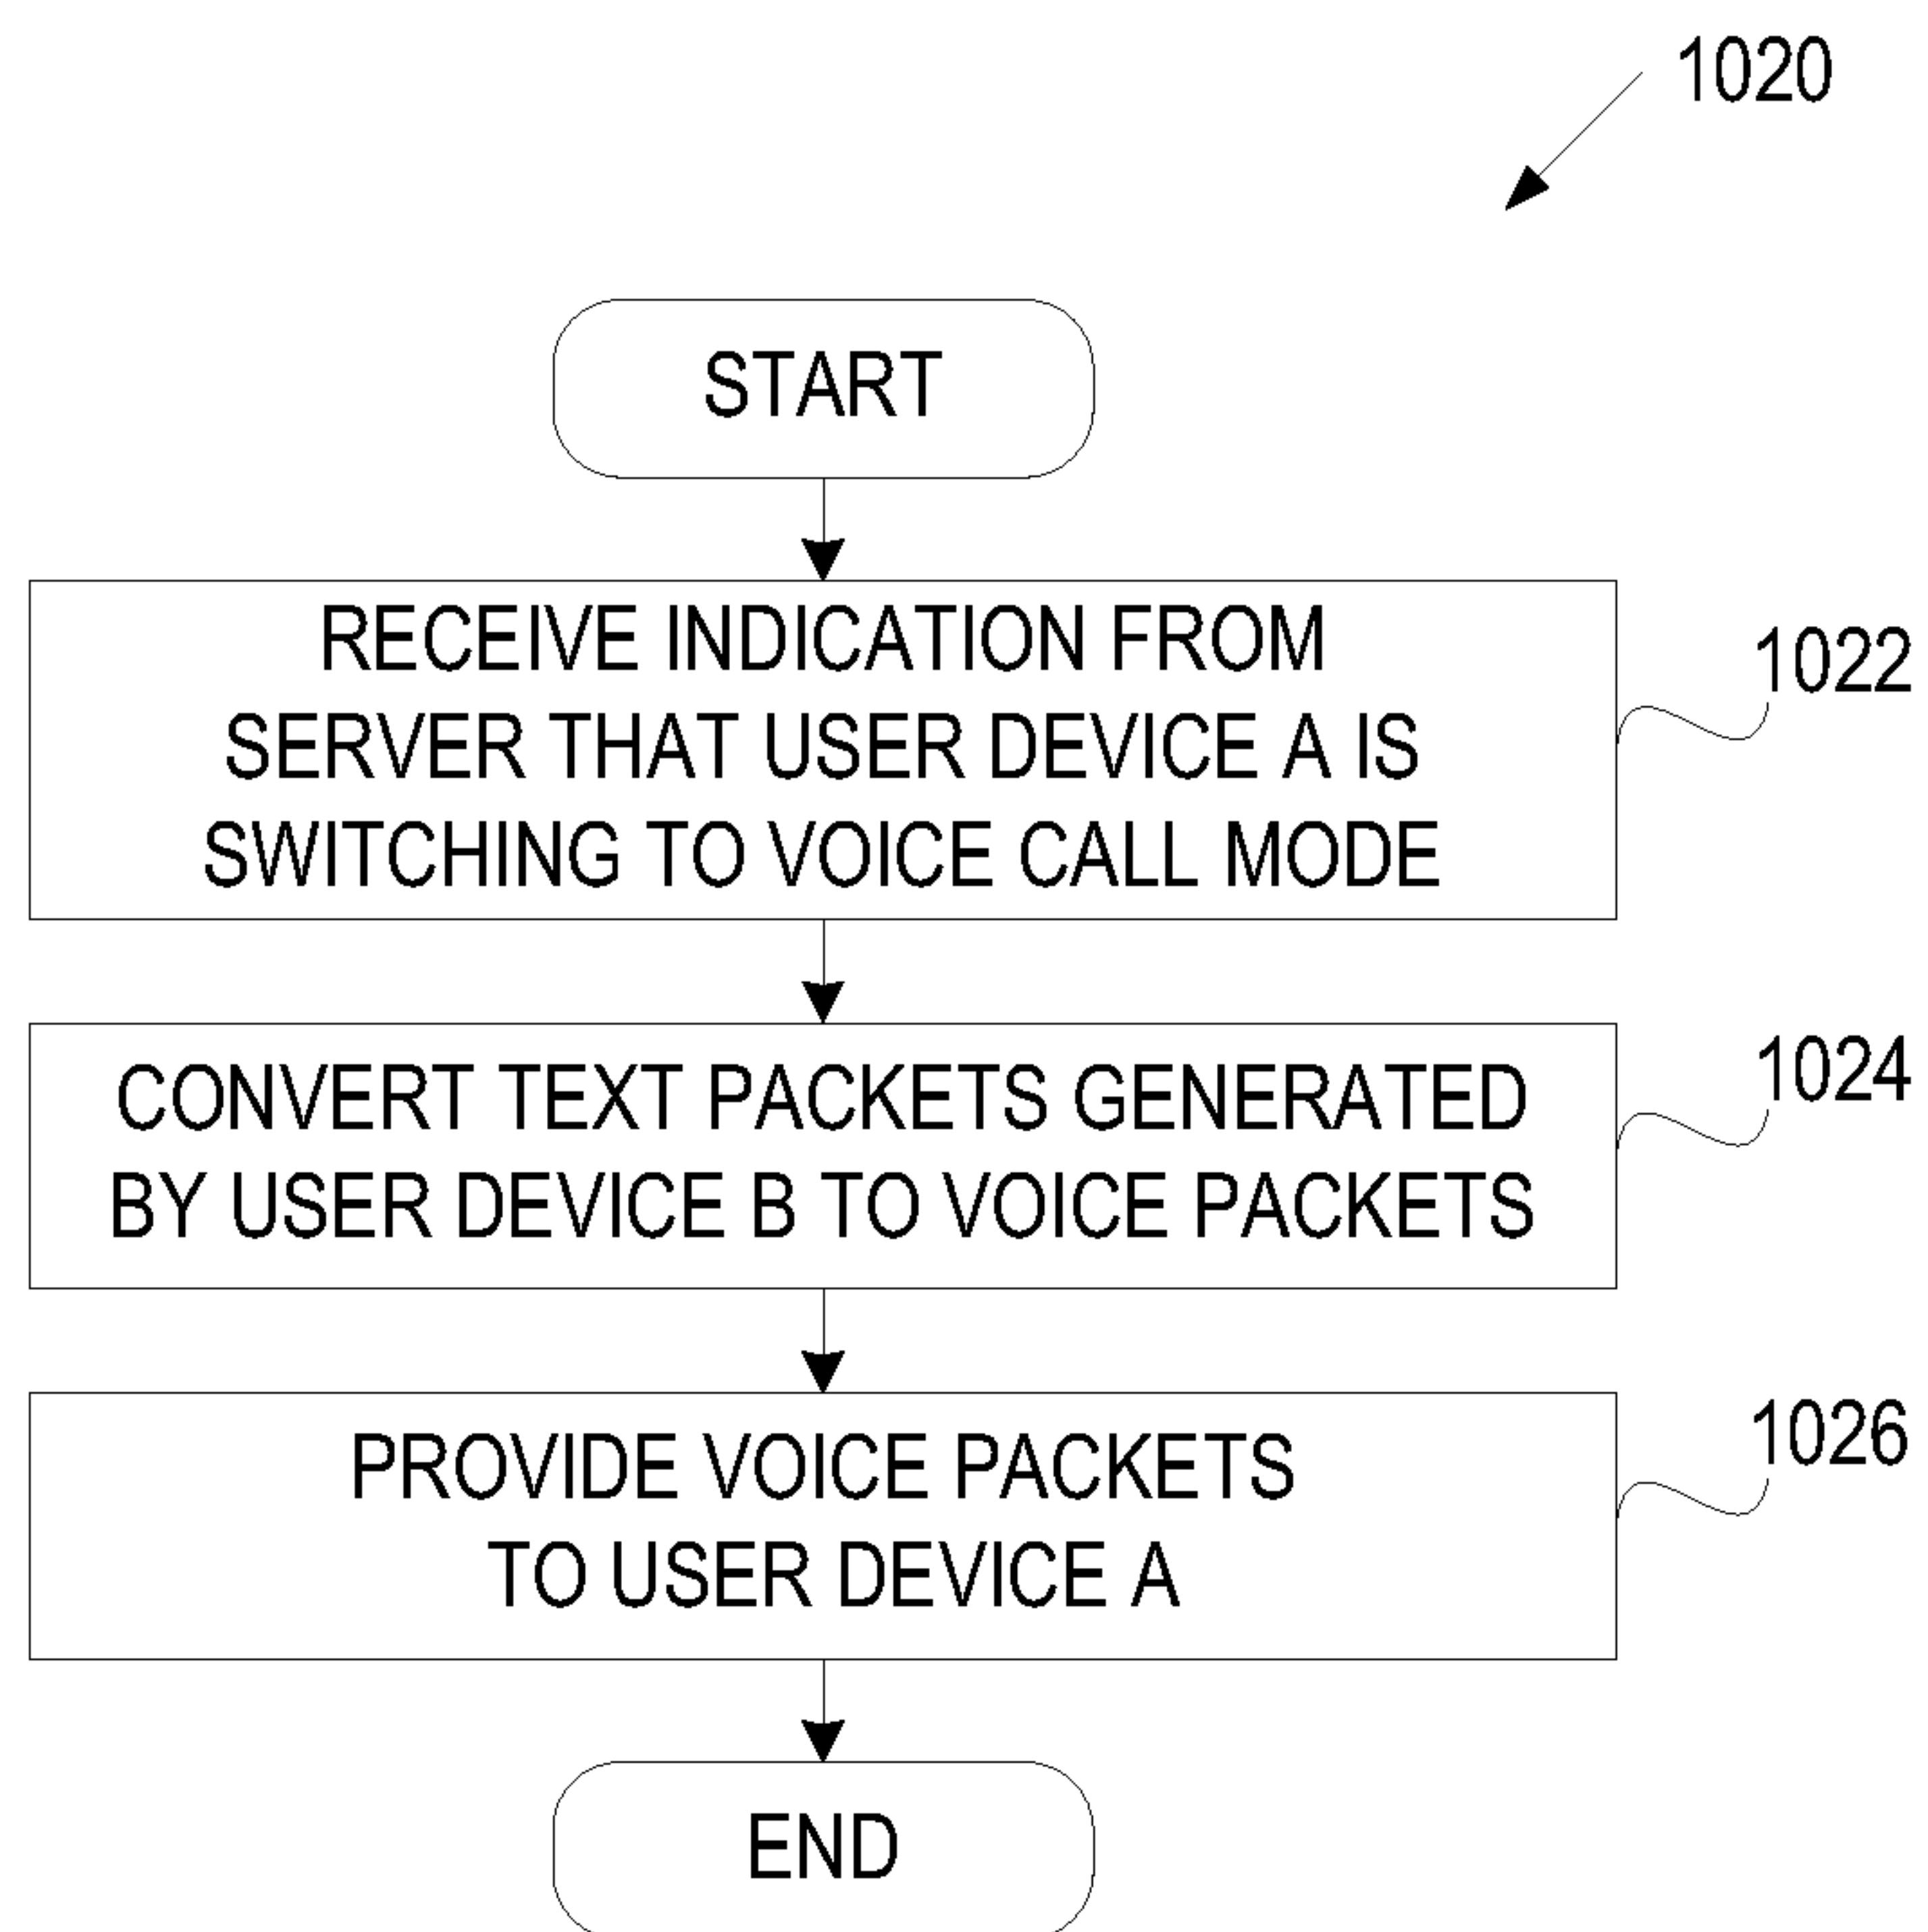 1020
START
RECEIVE INDICATION FROM
SERVER THAT USER DEVICE A IS
SWITCHING TO VOICE CALL MODE
1022
CONVERT TEXT PACKETS GENERATED
BY USER DEVICE B TO VOICE PACKETS
1024
PROVIDE VOICE PACKETS
TO USER DEVICE A
1026
END